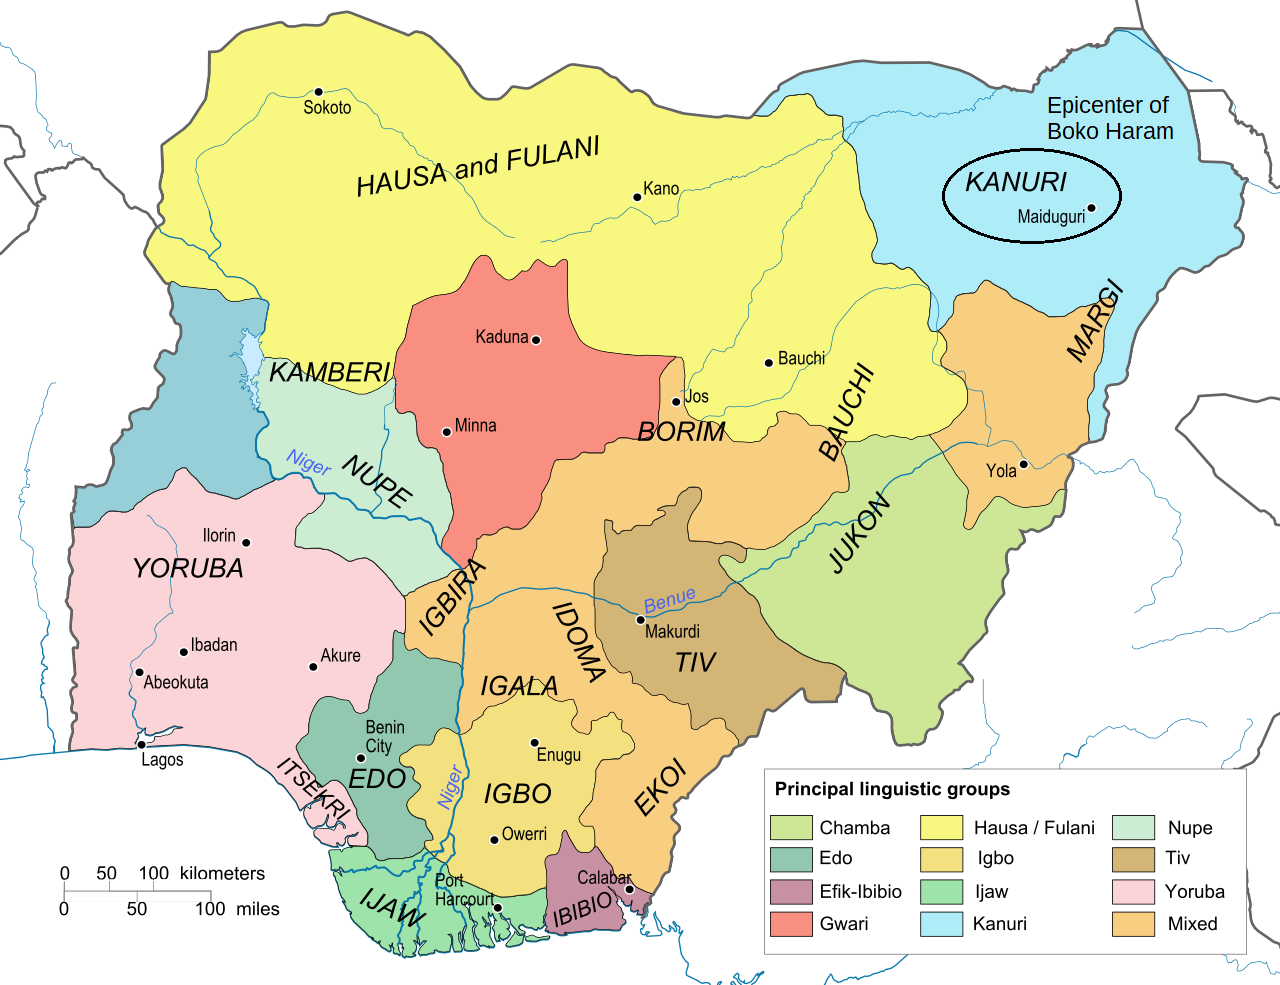 Epicenter of
Boko Haram
Sokoto
HAUSA and FULANI
Kano
KANURI
Maiduguri
MARGI
Kaduna
KAMBERI
Bauchi
BAUCHI
Jos
Minna
BORIM
Niger
NUPE
Yola
Ilorin
YORUBA
JUKON
IGBIRA
IDOMA
Benue
Makurdi
TIV
Ibadan
Akure
Abeokuta
IGALA
Benin
City
Lagos
Enugu
ITSEKRI
EDO
Niger
IGBO
EKOI
Owerri
Port
Harcourt
Calabar
IJAW
IBIBIO
Principal linguistic groups
Chamba
Hausa / Fulani
Nupe
Edo
Igbo
Tiv
Efik-Ibibio
Ijaw
Yoruba
Gwari
Kanuri
Mixed
0 50 100 kilometers
0 50 100 miles